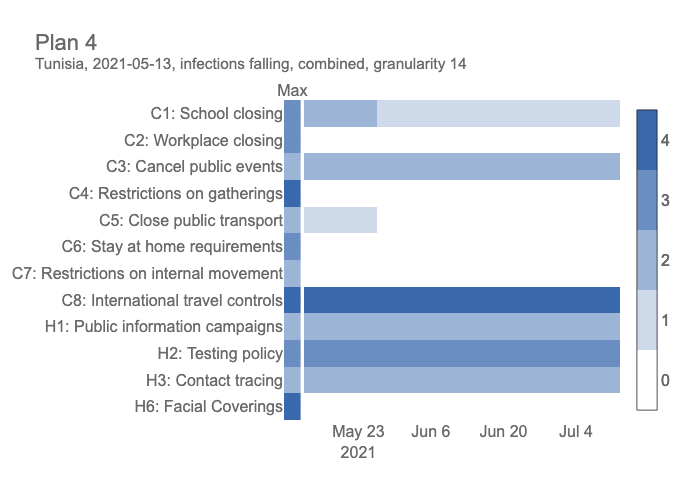 Plan 4
Tunisia, 2021-05-13, infections falling, combined, granularity 14
Max
C1: School closing
C2: Workplace closing
C3: Cancel public events
C4: Restrictions on gatherings
C5: Close public transport
C6: Stay at home requirements
C7: Restrictions on internal movement
C8: International travel controls
H1: Public information campaigns
H2: Testing policy
H3: Contact tracing
H6: Facial Coverings
4
3
2
1
0
May 23 Jun 6 Jun 20 Jul 4
2021